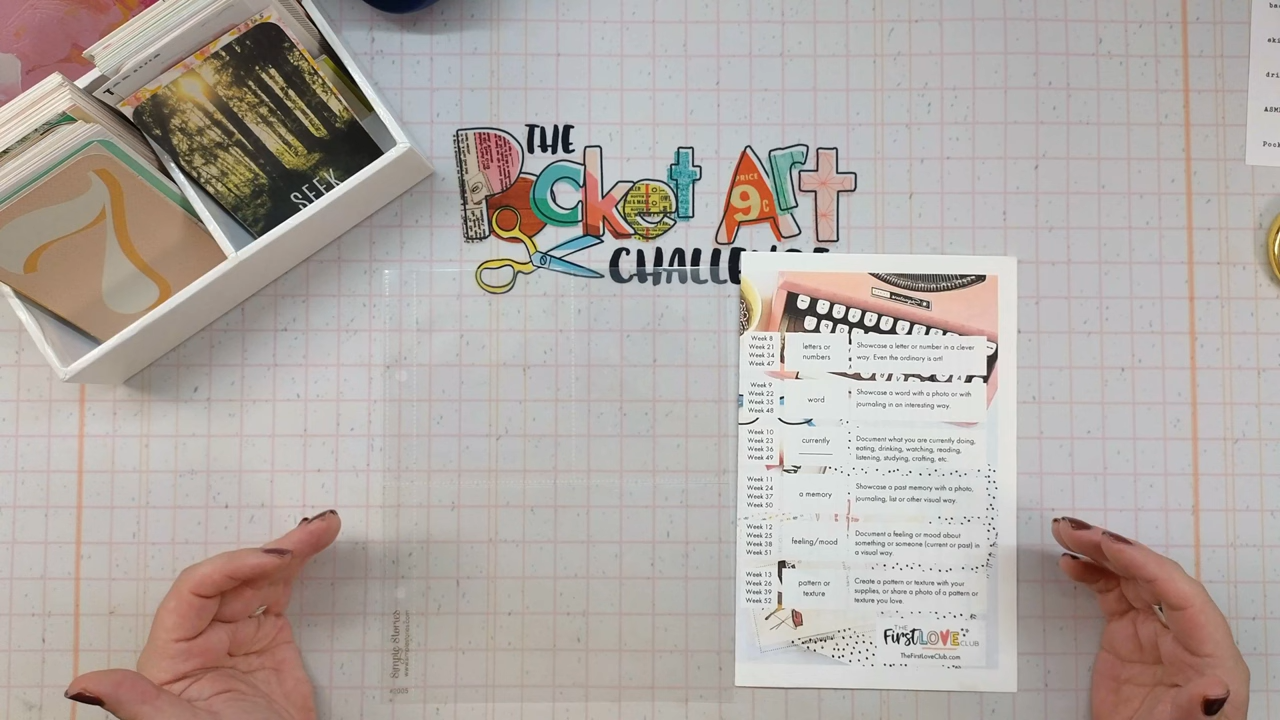 SEEK
THE
Pocket Art
PRICE
9
C
Week 8
Week 21
Week 34
Week 47
letters or
numbers
Showcase a letter or number in a clever
way. Even the ordinary is art!
Week 9
Week 22
Week 35
Week 48
word
Showcase a word with a photo or with
journaling in an interesting way.
Week 10
Week 23
Week 36
Week 49
currently
Document what you are currently doing,
eating, drinking, watching, reading,
listening, studying, crafting, etc.
Week 11
Week 24
Week 37
Week 50
a memory
Showcase a past memory with a photo,
journaling, list or other visual way.
Week 12
Week 25
Week 38
Week 51
feeling/mood
Document a feeling or mood about
something or someone (current or past) in
a visual way.
Week 13
Week 26
Week 39
Week 52
pattern or
texture
Create a pattern or texture with your
supplies, or share a photo of a pattern or
texture you love.
THE
First LOVE CLUB
TheFirstLoveClub.com
Simple Stories
dri
ASM
Pock